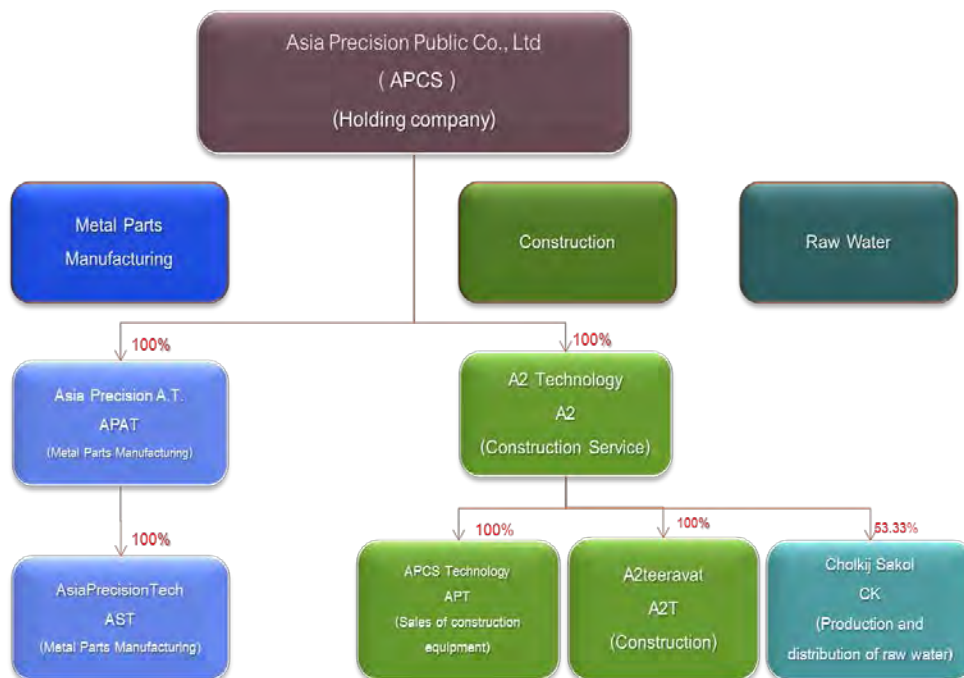 Asia Precision Public Co., Ltd
( APCS )
(Holding company)
Metal Parts
Manufacturing
Construction
Raw Water
100%
100%
Asia Precision A.T.
APAT
(Metal Parts Manufacturing)
A2 Technology
A2
(Construction Service)
100%
100%
100%
53.33%
AsiaPrecisionTech
AST
(Metal Parts Manufacturing)
APCS Technology
APT
(Sales of construction
equipment)
A2teeravat
A2T
(Construction)
Cholkij Sakol
CK
(Production and
distribution of raw water)